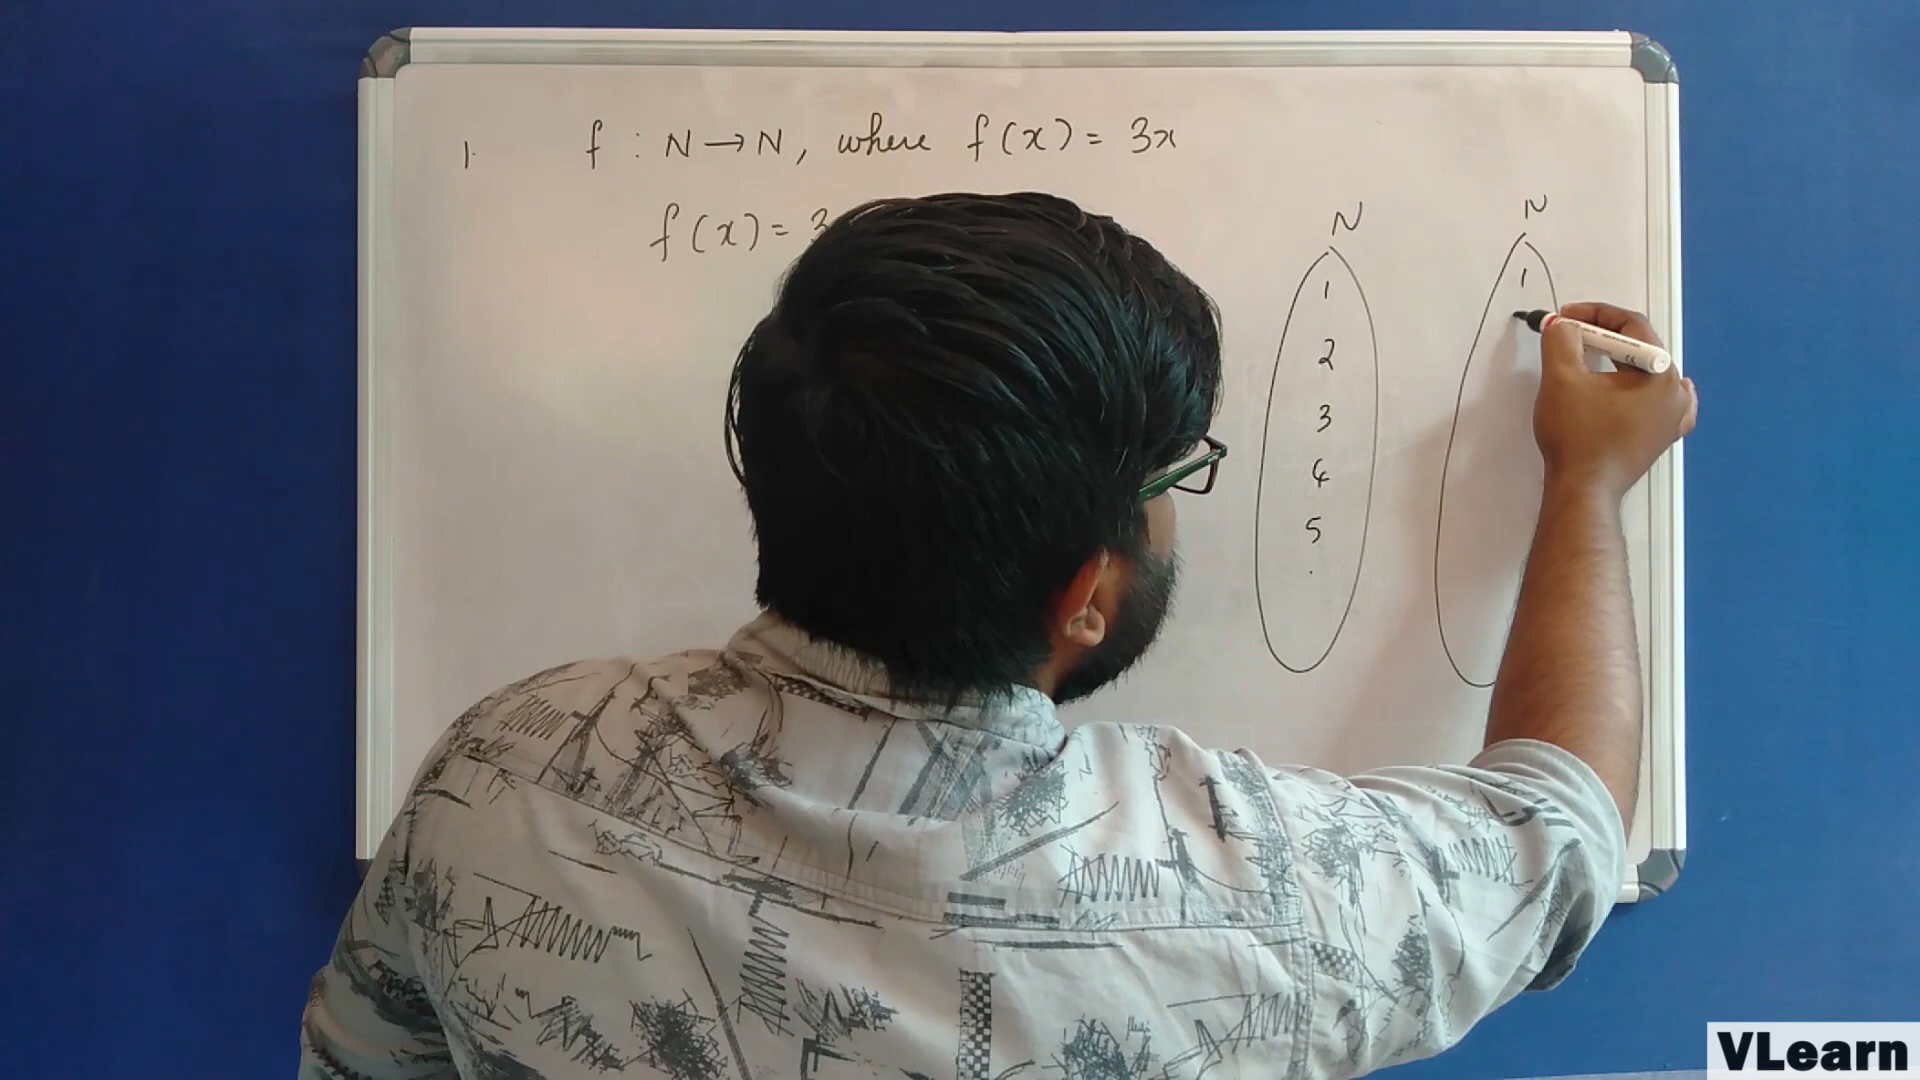 1. f : N → N, where f(x) = 3x
f(x) = 3
N
1
2
3
4
5
.
N
1
VLearn